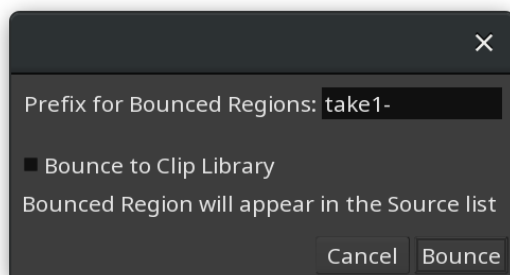 Prefix for Bounced Regions: take1-
Bounce to Clip Library
Bounced Region will appear in the Source list
Cancel Bounce